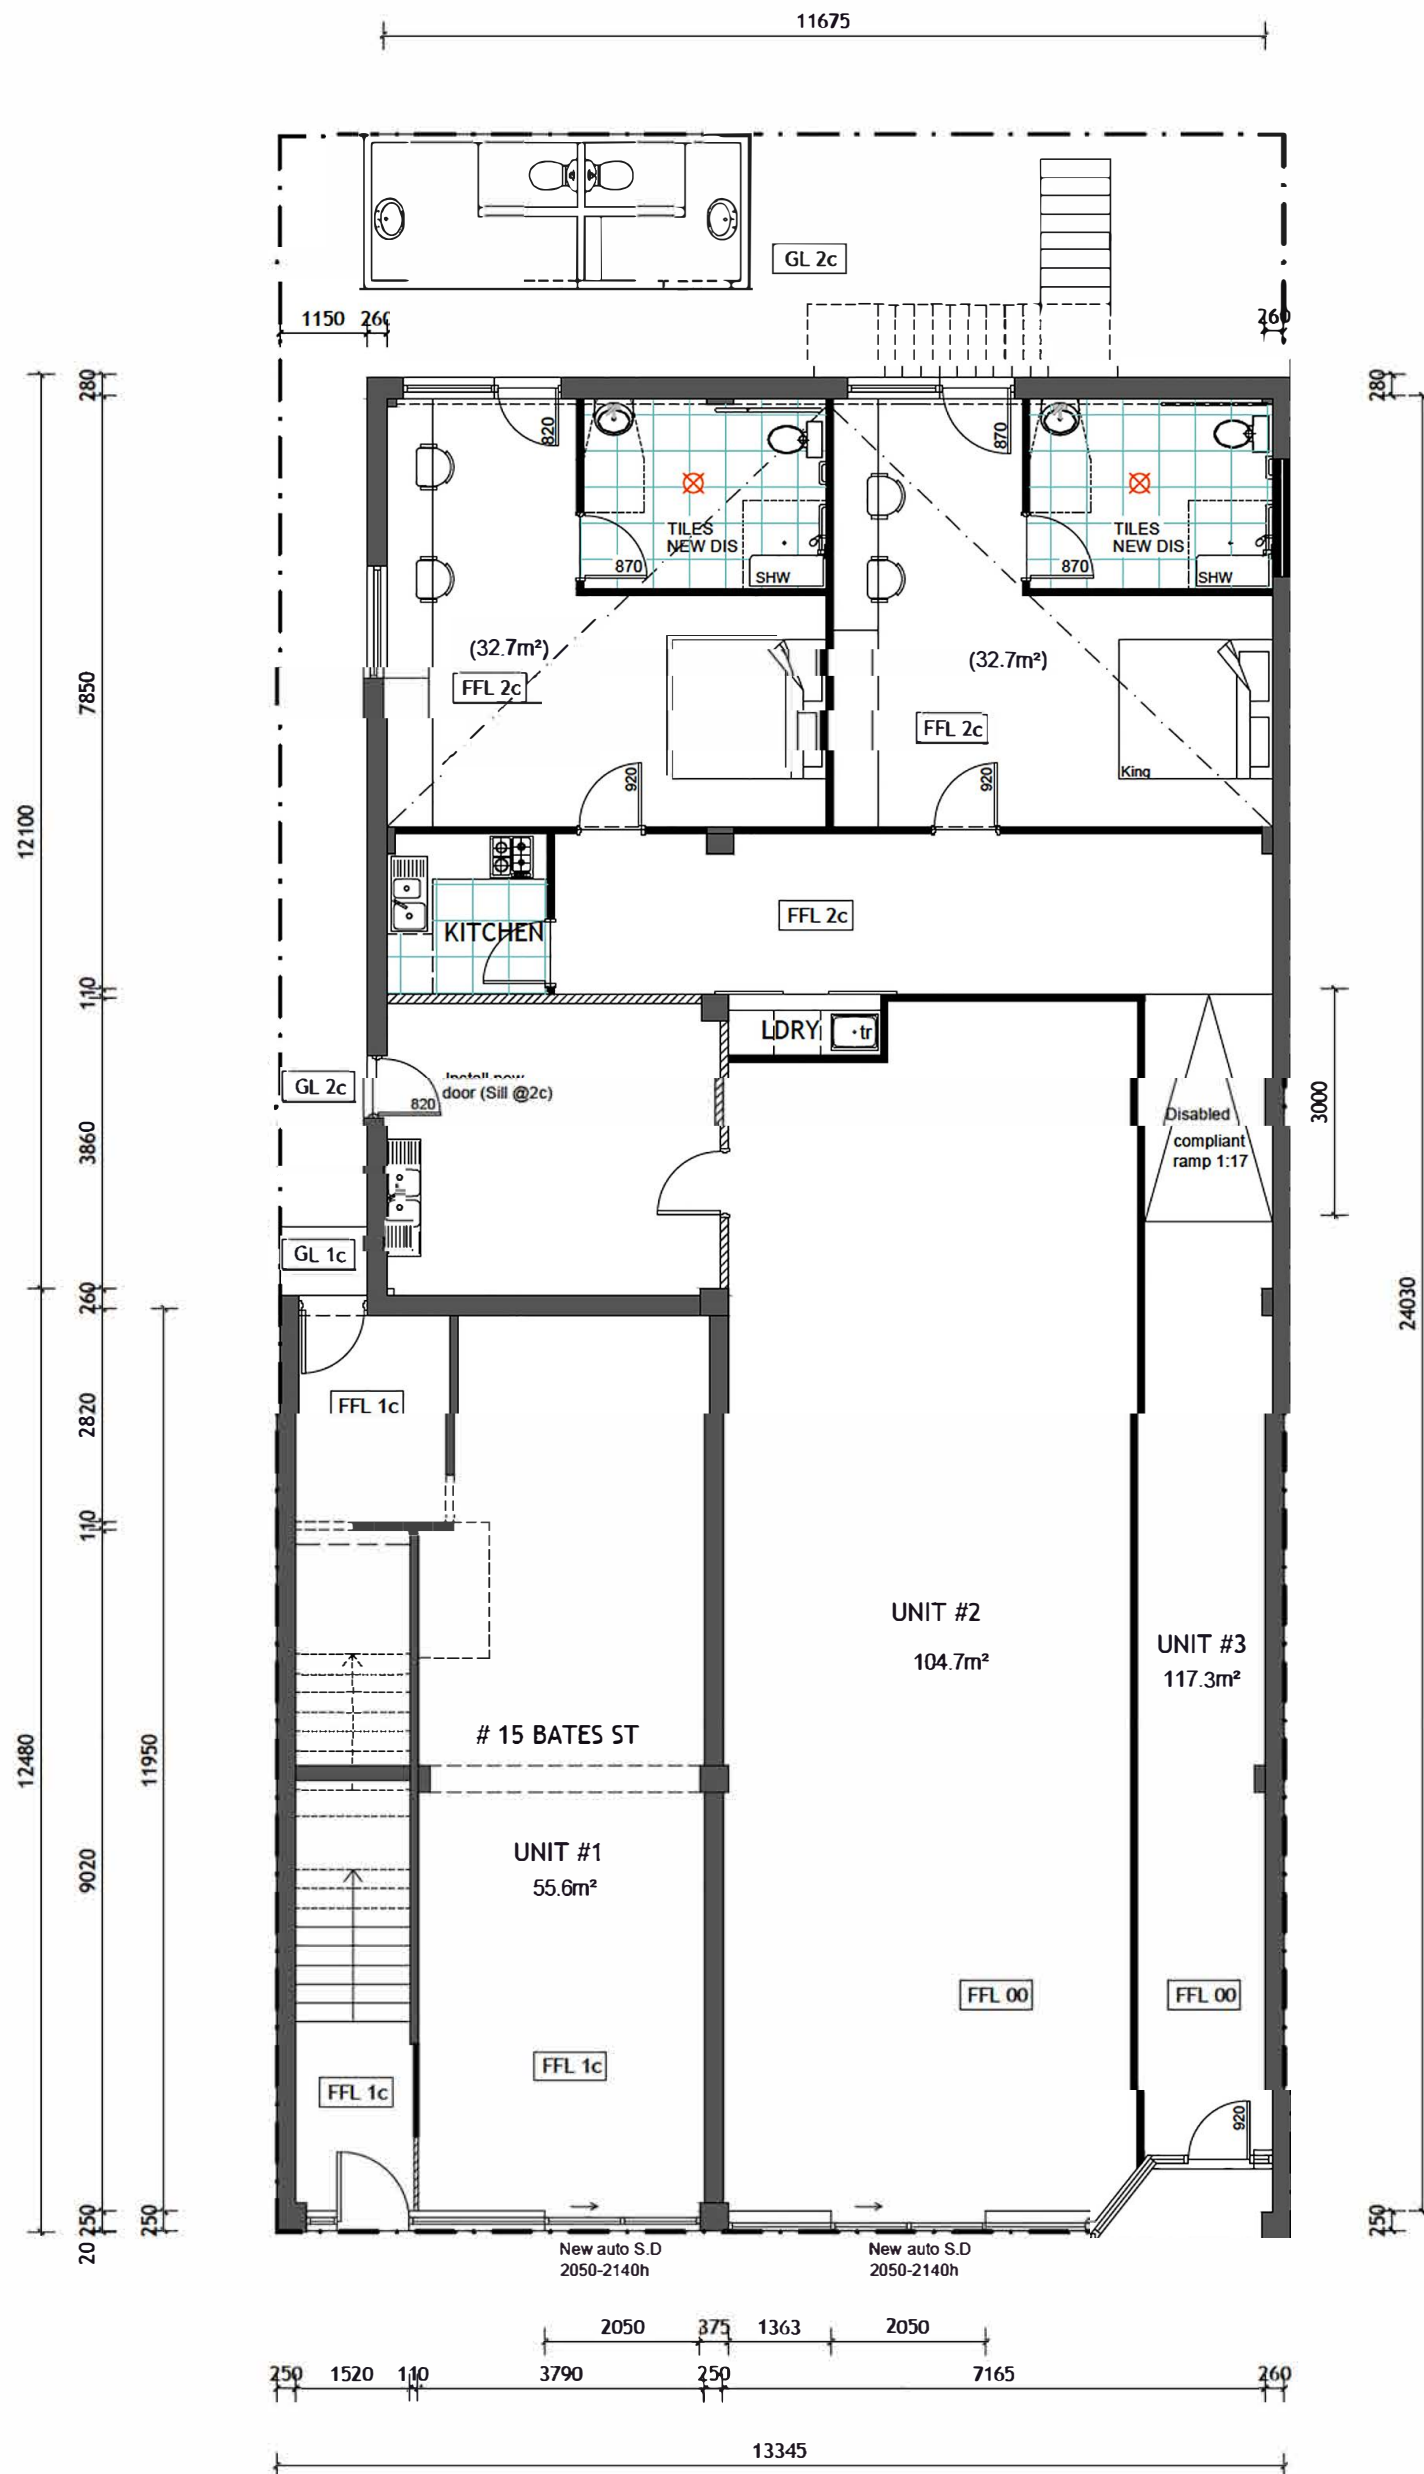 11675
GL 2c
1150
260
260
280
280
820
870
TILES
NEW DIS
870
SHW
TILES
NEW DIS
870
SHW
(32.7m²)
FFL 2c
(32.7m²)
FFL 2c
7850
920
920
King
12100
KITCHEN
FFL 2c
110
LDRY
tr
GL 2c
820
Install new
door (Sill @2c)
Disabled
compliant
ramp 1:17
3000
3860
GL 1c
260
24030
FFL 1c
2820
110
UNIT #2
104.7m²
UNIT #3
117.3m²
# 15 BATES ST
12480
11950
UNIT #1
55.6m²
9020
FFL 00
FFL 00
FFL 1c
FFL 1c
920
20
250
250
250
New auto S.D
2050-2140h
New auto S.D
2050-2140h
2050
375
1363
2050
250
1520
110
3790
250
7165
260
13345